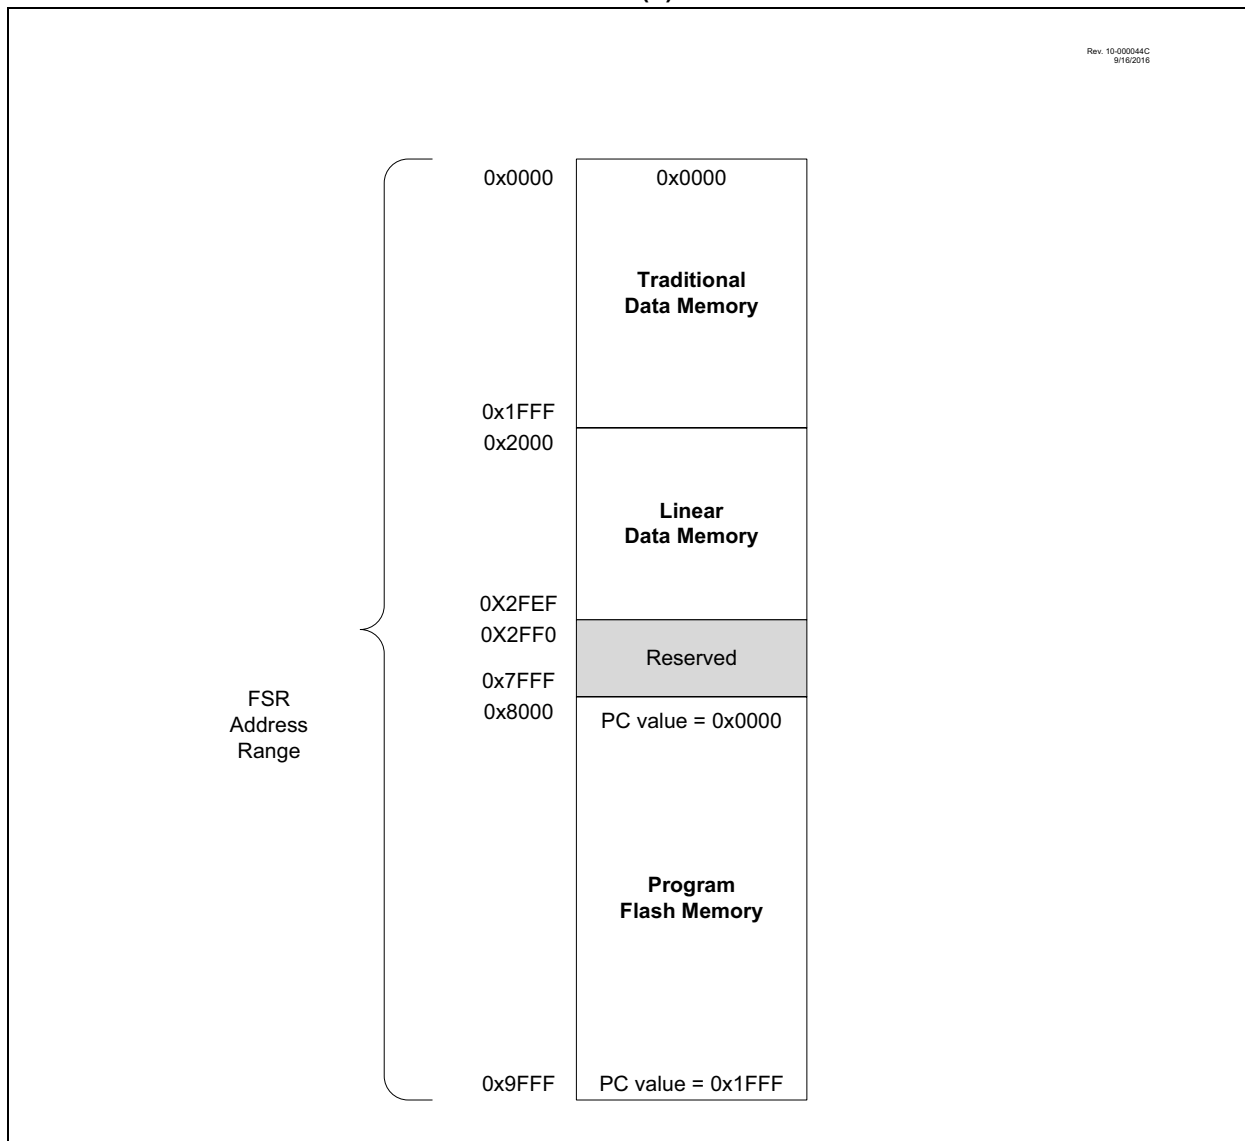 Rev. 10-000044C
9/16/2016
0x0000
0x0000
Traditional
Data Memory
0x1FFF
0x2000
Linear
Data Memory
0X2FEF
0X2FF0
Reserved
0x7FFF
0x8000
PC value = 0x0000
FSR
Address
Range
Program
Flash Memory
0x9FFF
PC value = 0x1FFF